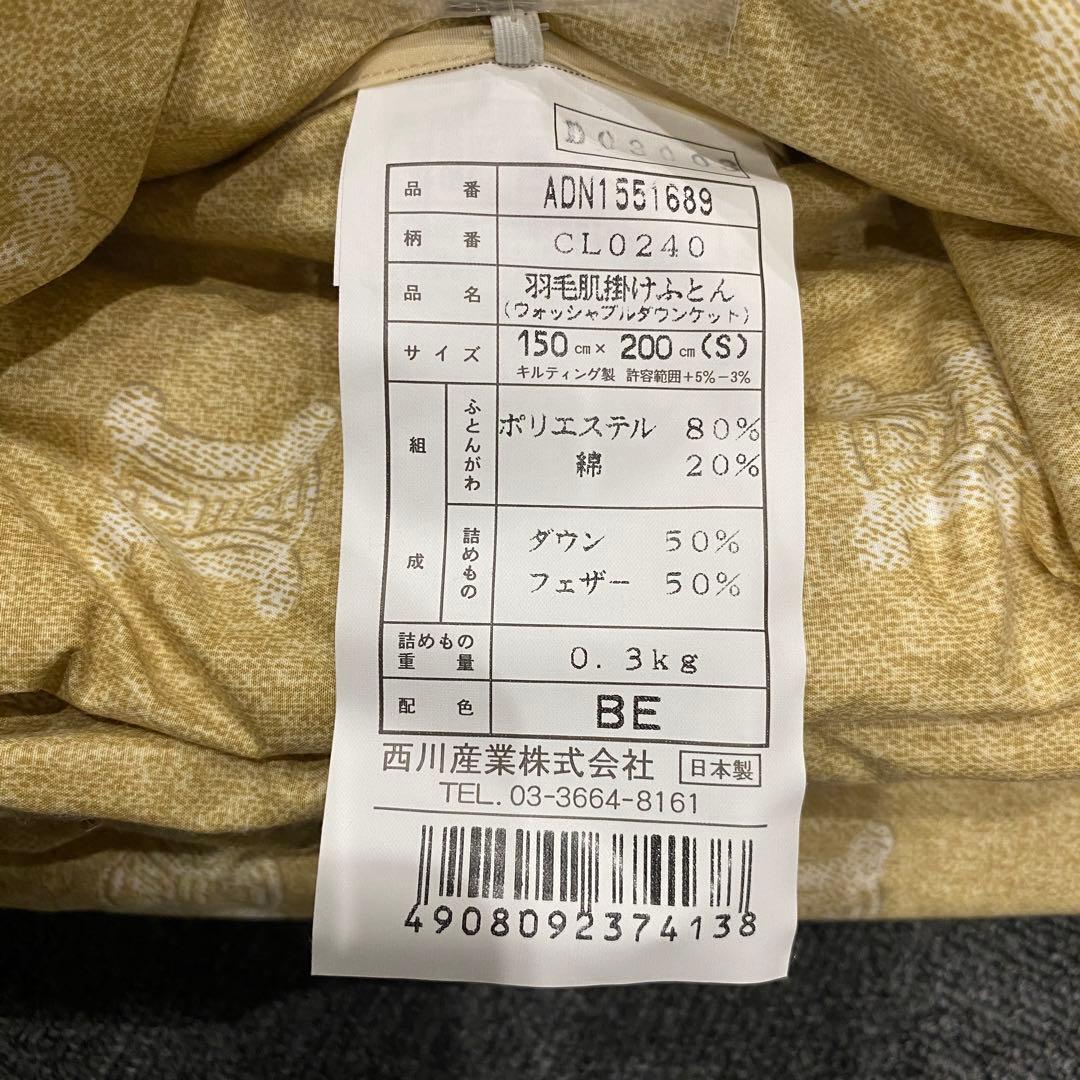 品番 ADN1551689
柄番 CL0240
品名 羽毛肌掛けふとん
(ウォッシャブルダウンケット)
サイズ 150cm×200cm(S)
キルティング製 許容範囲+5%−3%
組成
ふとんがわ
ポリエステル 80%
綿 20%
詰めもの
ダウン 50%
フェザー 50%
詰めもの重量 0.3kg
配色 BE
西川産業株式会社 日本製
TEL. 03-3664-8161
4908092374138